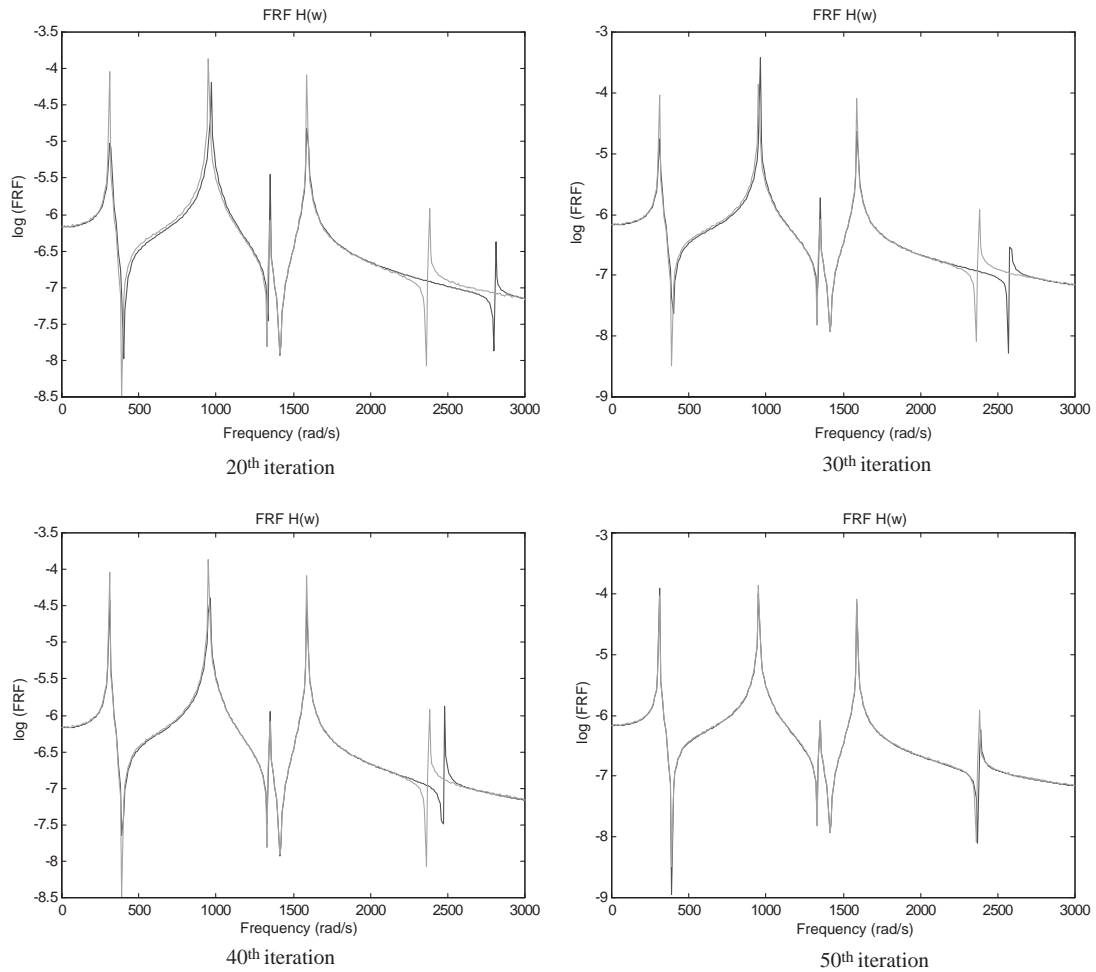 FRF H(w)
-3.5
-4
-4.5
-5
-5.5
-6
-6.5
-7
-7.5
-8
-8.5
log (FRF)
0 500 1000 1500 2000 2500 3000
Frequency (rad/s)
20th iteration
FRF H(w)
-3
-4
-5
-6
-7
-8
-9
log (FRF)
0 500 1000 1500 2000 2500 3000
Frequency (rad/s)
30th iteration
FRF H(w)
-3.5
-4
-4.5
-5
-5.5
-6
-6.5
-7
-7.5
-8
-8.5
log (FRF)
0 500 1000 1500 2000 2500 3000
Frequency (rad/s)
40th iteration
FRF H(w)
-3
-4
-5
-6
-7
-8
-9
log (FRF)
0 500 1000 1500 2000 2500 3000
Frequency (rad/s)
50th iteration